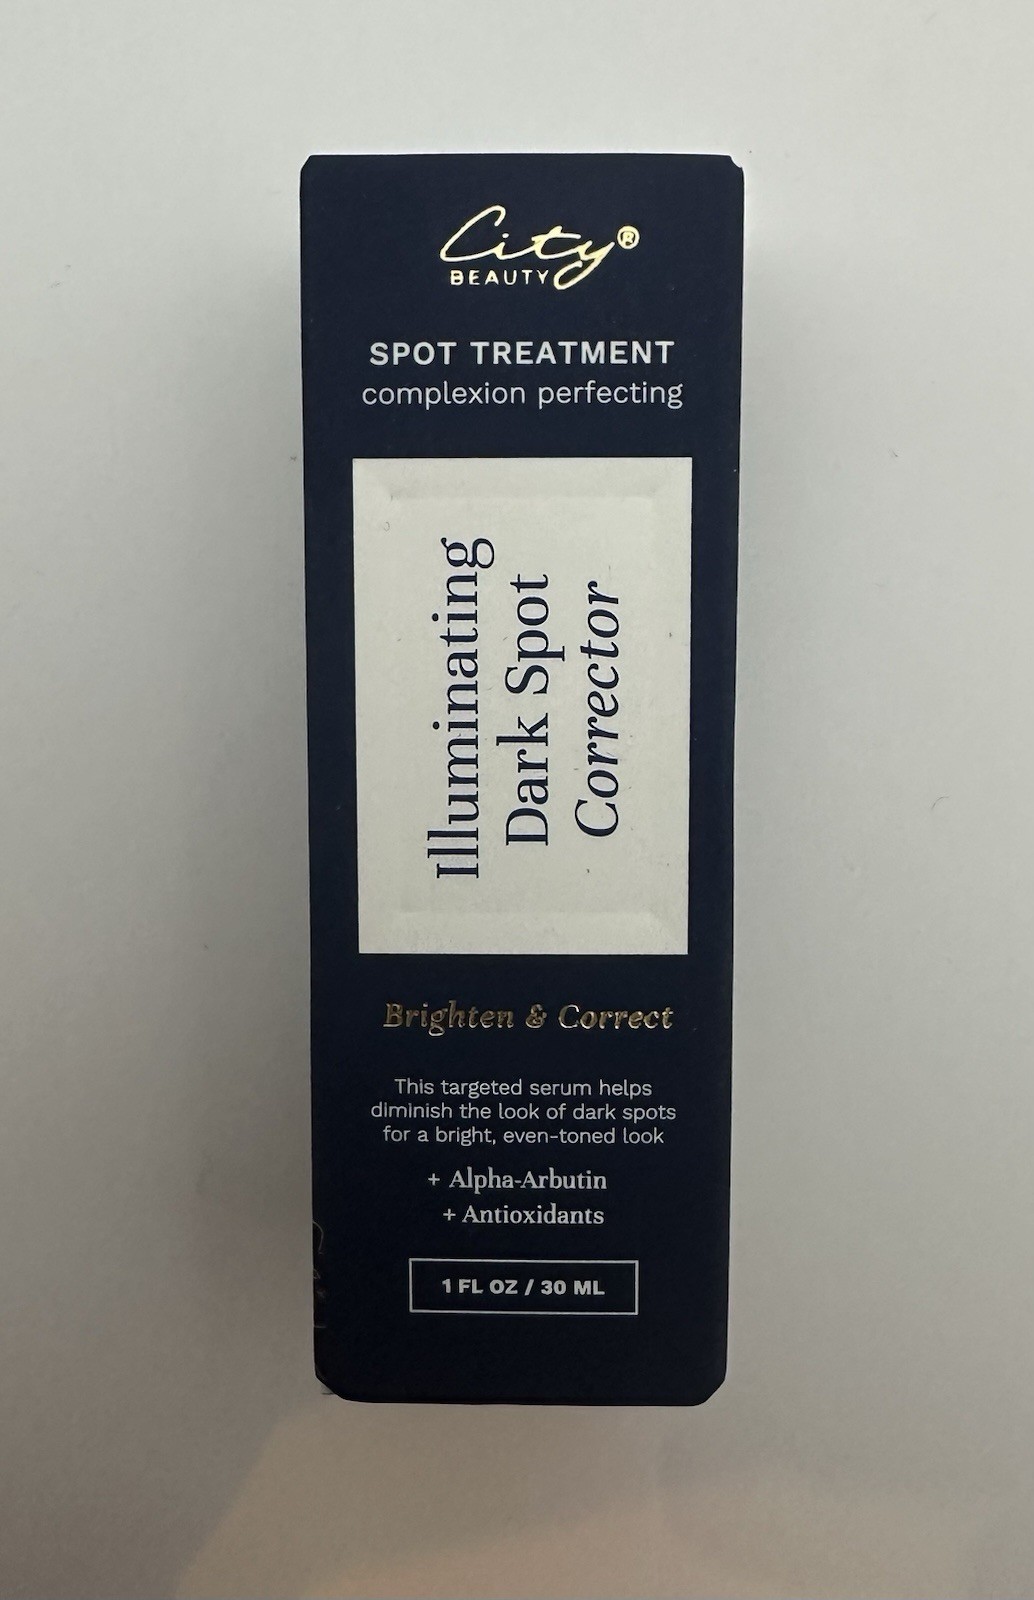 City®
BEAUTY
SPOT TREATMENT
complexion perfecting
Illuminating
Dark Spot
Corrector
Brighten & Correct
This targeted serum helps
diminish the look of dark spots
for a bright, even-toned look
+ Alpha-Arbutin
+ Antioxidants
1 FL OZ / 30 ML